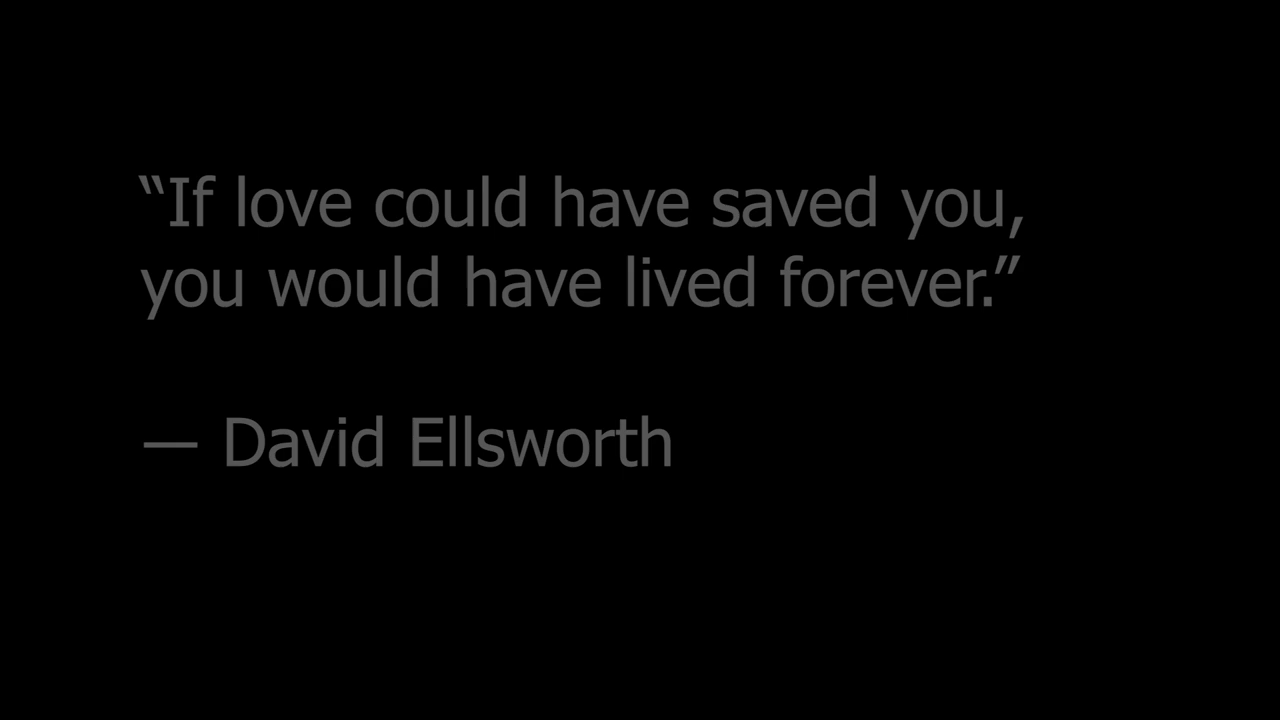 “If love could have saved you,
you would have lived forever.”
— David Ellsworth